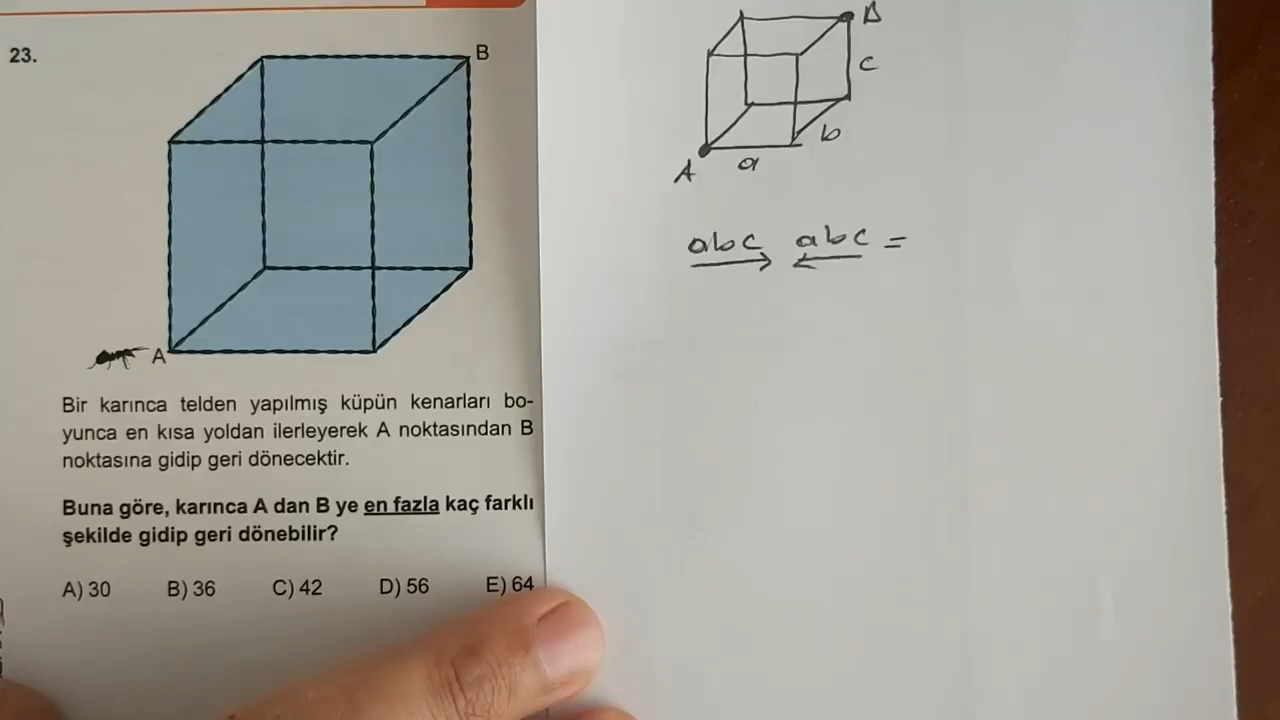 23.
B
A
Bir karınca telden yapılmış küpün kenarları bo-
yunca en kısa yoldan ilerleyerek A noktasından B
noktasına gidip geri dönecektir.
Buna göre, karınca A dan B ye en fazla kaç farklı
şekilde gidip geri dönebilir?
A) 30 B) 36 C) 42 D) 56 E) 64
B
c
b
a
A
abc abc =